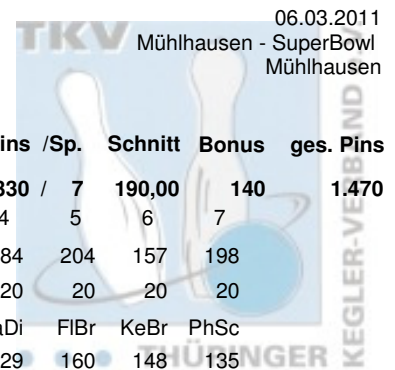 06.03.2011
TKV Mühlhausen - SuperBowl
Mühlhausen
ins /Sp. Schnitt Bonus ges. Pins
330 / 7 190,00 140 1.470
4 5 6 7
84 204 157 198
20 20 20 20
aDi FlBr KeBr PhSc
29 160 148 135
THÜRINGER
KEGLER-VERBAND e.V.